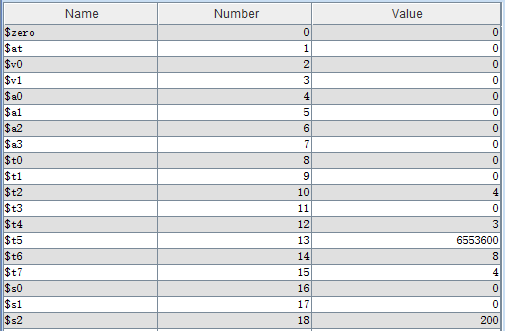 Name Number Value
$zero 0 0
$at 1 0
$v0 2 0
$v1 3 0
$a0 4 0
$a1 5 0
$a2 6 0
$a3 7 0
$t0 8 0
$t1 9 0
$t2 10 4
$t3 11 0
$t4 12 3
$t5 13 6553600
$t6 14 8
$t7 15 4
$s0 16 0
$s1 17 0
$s2 18 200